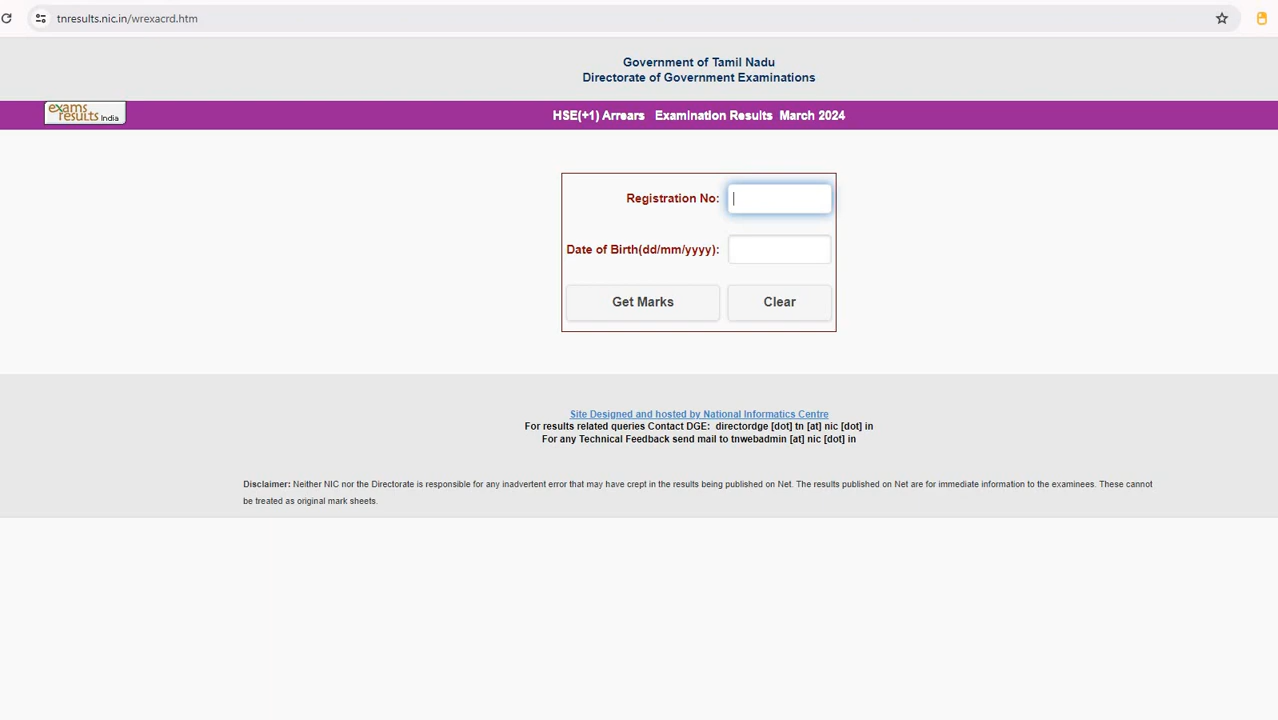 tnresults.nic.in/wrexacrd.htm
Government of Tamil Nadu
Directorate of Government Examinations
exams
results India
HSE(+1) Arrears Examination Results March 2024
Registration No:
Date of Birth(dd/mm/yyyy):
Get Marks Clear
Site Designed and hosted by National Informatics Centre
For results related queries Contact DGE: directordge [dot] tn [at] nic [dot] in
For any Technical Feedback send mail to tnwebadmin [at] nic [dot] in
Disclaimer: Neither NIC nor the Directorate is responsible for any inadvertent error that may have crept in the results being published on Net. The results published on Net are for immediate information to the examinees. These cannot
be treated as original mark sheets.